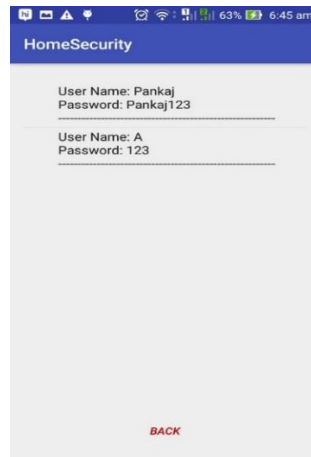 63% 6:45 am
HomeSecurity
User Name: Pankaj
Password: Pankaj123
User Name: A
Password: 123
BACK